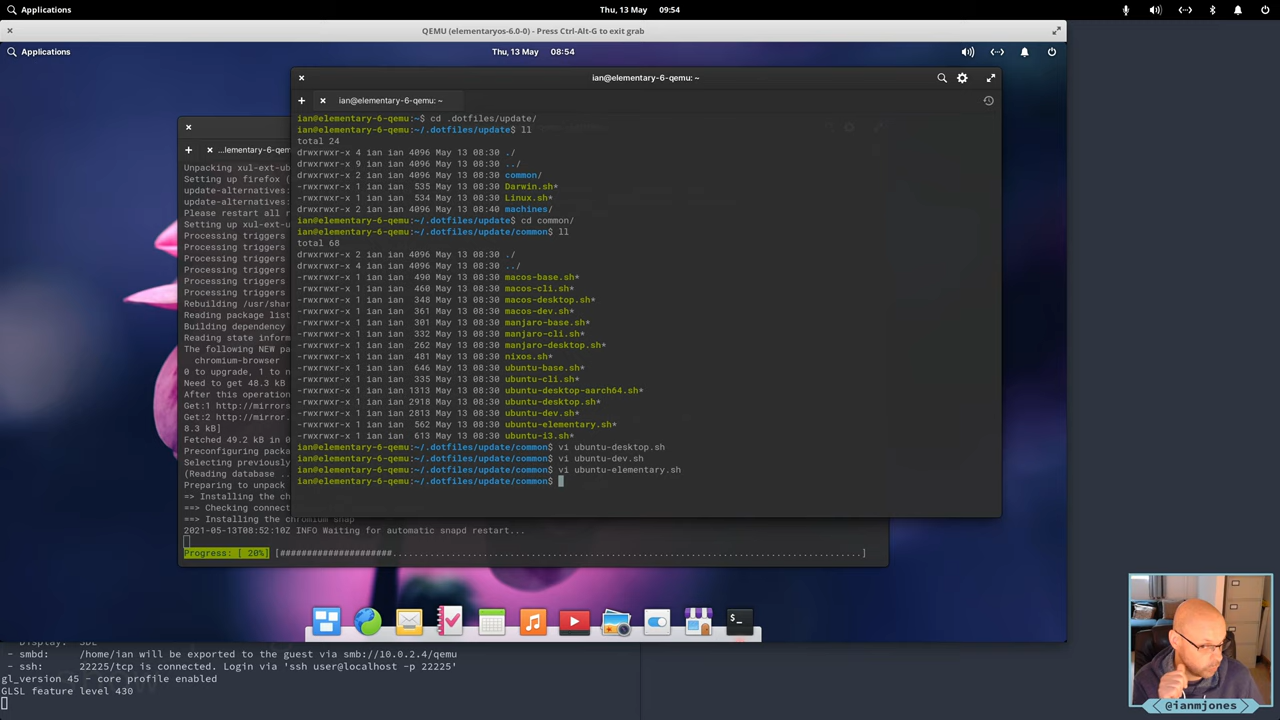 Applications
Thu, 13 May 09:54
QEMU (elementaryos-6.0-0) - Press Ctrl-Alt-G to exit grab
Applications
Thu, 13 May 08:54
ian@elementary-6-qemu: ~
ian@elementary-6-qemu: ~
ian@elementary-6-qemu:~$ cd .dotfiles/update/
ian@elementary-6-qemu:~/.dotfiles/update$ ll
total 24
drwxrwxr-x 4 ian ian 4096 May 13 08:30 ./
drwxrwxr-x 9 ian ian 4096 May 13 08:30 ../
drwxrwxr-x 2 ian ian 4096 May 13 08:30 common/
-rwxrwxr-x 1 ian ian  535 May 13 08:30 Darwin.sh*
-rwxrwxr-x 1 ian ian  534 May 13 08:30 Linux.sh*
drwxrwxr-x 2 ian ian 4096 May 13 08:40 machines/
ian@elementary-6-qemu:~/.dotfiles/update$ cd common/
ian@elementary-6-qemu:~/.dotfiles/update/common$ ll
total 68
drwxrwxr-x 2 ian ian 4096 May 13 08:30 ./
drwxrwxr-x 4 ian ian 4096 May 13 08:30 ../
-rwxrwxr-x 1 ian ian  490 May 13 08:30 macos-base.sh*
-rwxrwxr-x 1 ian ian  460 May 13 08:30 macos-cli.sh*
-rwxrwxr-x 1 ian ian  348 May 13 08:30 macos-desktop.sh*
-rwxrwxr-x 1 ian ian  361 May 13 08:30 macos-dev.sh*
-rwxrwxr-x 1 ian ian  301 May 13 08:30 manjaro-base.sh*
-rwxrwxr-x 1 ian ian  332 May 13 08:30 manjaro-cli.sh*
-rwxrwxr-x 1 ian ian  262 May 13 08:30 manjaro-desktop.sh*
-rwxrwxr-x 1 ian ian  481 May 13 08:30 nixos.sh*
-rwxrwxr-x 1 ian ian  646 May 13 08:30 ubuntu-base.sh*
-rwxrwxr-x 1 ian ian  335 May 13 08:30 ubuntu-cli.sh*
-rwxrwxr-x 1 ian ian 1313 May 13 08:30 ubuntu-desktop-aarch64.sh*
-rwxrwxr-x 1 ian ian 2918 May 13 08:30 ubuntu-desktop.sh*
-rwxrwxr-x 1 ian ian 2813 May 13 08:30 ubuntu-dev.sh*
-rwxrwxr-x 1 ian ian  562 May 13 08:30 ubuntu-elementary.sh*
-rwxrwxr-x 1 ian ian  613 May 13 08:30 ubuntu-i3.sh*
ian@elementary-6-qemu:~/.dotfiles/update/common$ vi ubuntu-desktop.sh
ian@elementary-6-qemu:~/.dotfiles/update/common$ vi ubuntu-dev.sh
ian@elementary-6-qemu:~/.dotfiles/update/common$ vi ubuntu-elementary.sh
ian@elementary-6-qemu:~/.dotfiles/update/common$
...lementary-6-qem
Unpacking xul-ext-ub
Setting up firefox (
update-alternatives:
update-alternatives:
Please restart all r
Setting up xul-ext-u
Processing triggers
Processing triggers
Processing triggers
Processing triggers
Processing triggers
Processing triggers
Rebuilding /usr/shar
Reading package list
Building dependency
Reading state inform
The following NEW pa
chromium-browser
0 to upgrade, 1 to n
Need to get 48.3 kB
After this operation
Get:1 http://mirrors
Get:2 http://mirror.
8.3 kB]
Fetched 49.2 kB in 0
Preconfiguring packa
Selecting previously
(Reading database ..
Preparing to unpack
=> Installing the ch
==> Checking connect
==> Installing the chromium snap
2021-05-13T08:52:10Z INFO Waiting for automatic snapd restart...
Progress: [ 20%] [#####################.........................................................................................]
>_
- Display: SDL
- smbd: /home/ian will be exported to the guest via smb://10.0.2.4/qemu
- ssh: 22225/tcp is connected. Login via 'ssh user@localhost -p 22225'
gl_version 45 - core profile enabled
GLSL feature level 430
@ianmjones